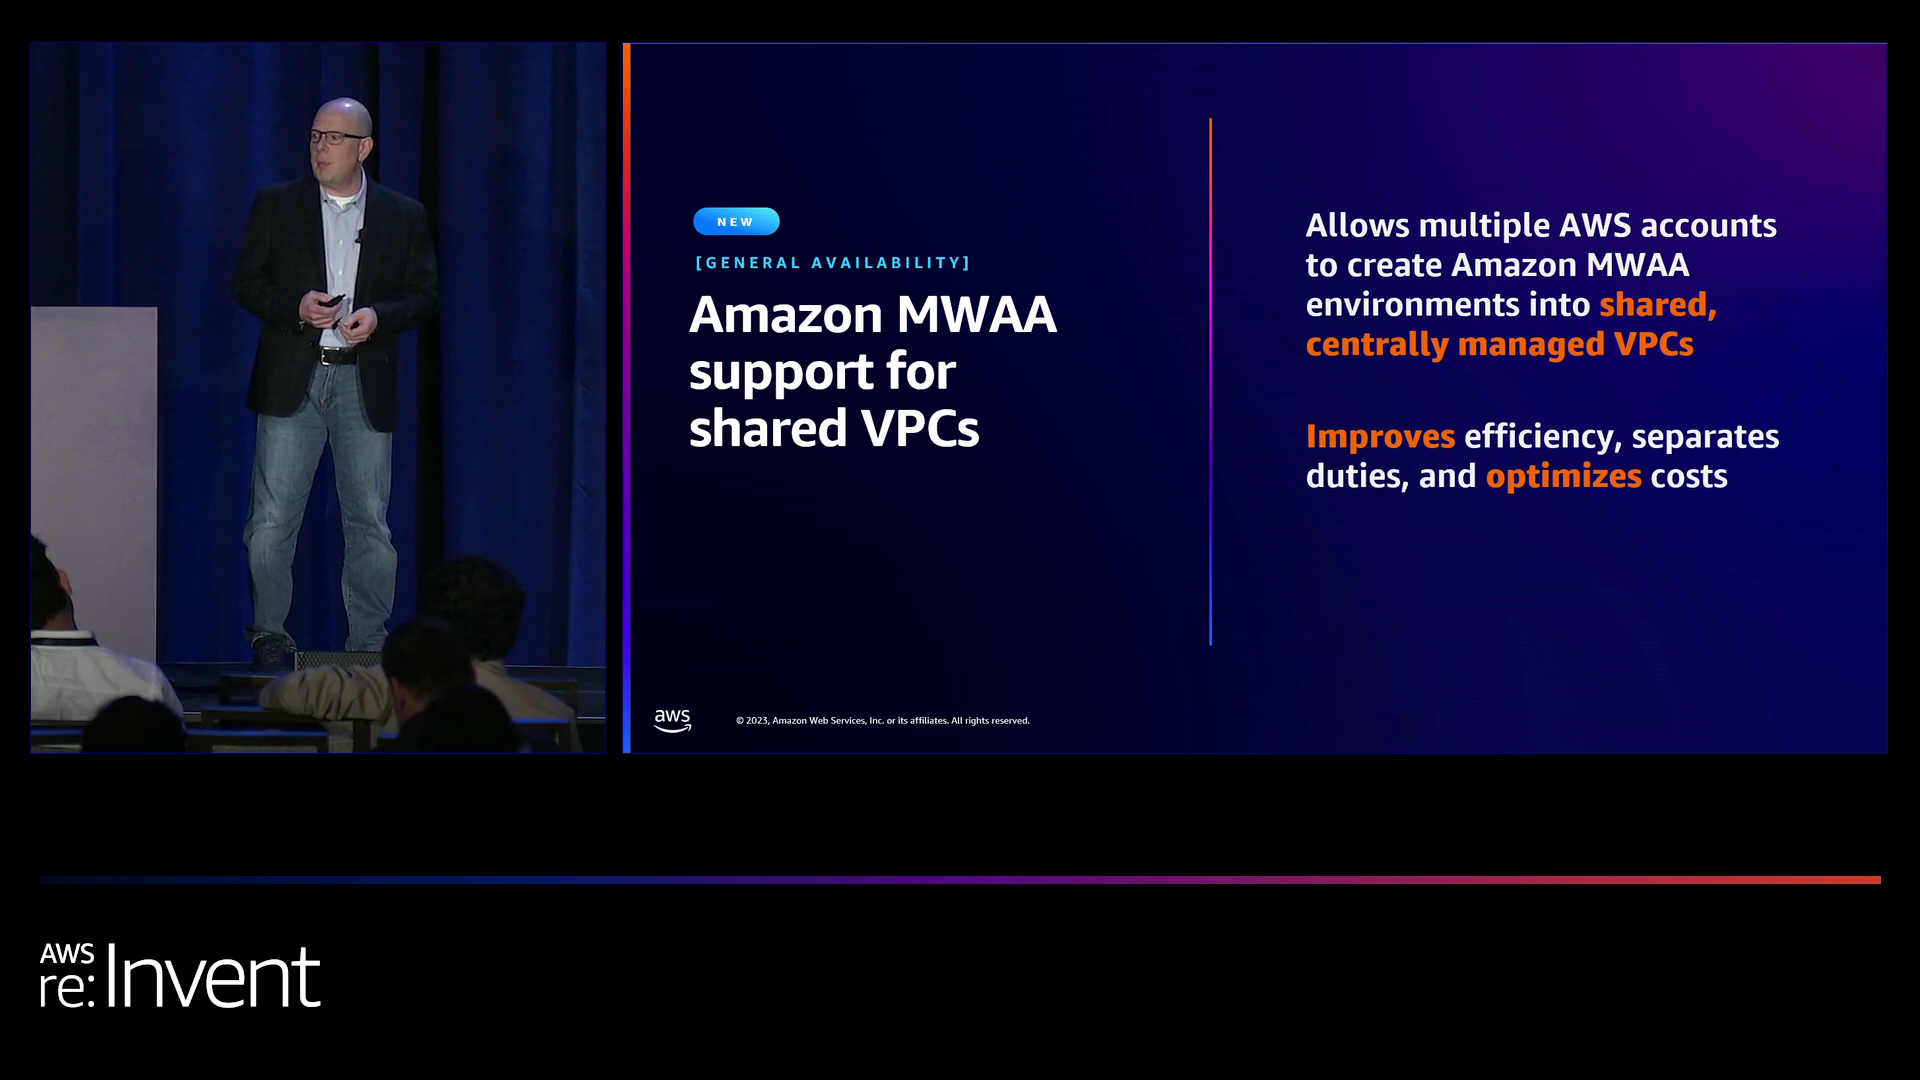 NEW
[GENERAL AVAILABILITY]
Amazon MWAA
support for
shared VPCs
Allows multiple AWS accounts
to create Amazon MWAA
environments into shared,
centrally managed VPCs
Improves efficiency, separates
duties, and optimizes costs
aws
© 2023, Amazon Web Services, Inc. or its affiliates. All rights reserved.
AWS
re:Invent